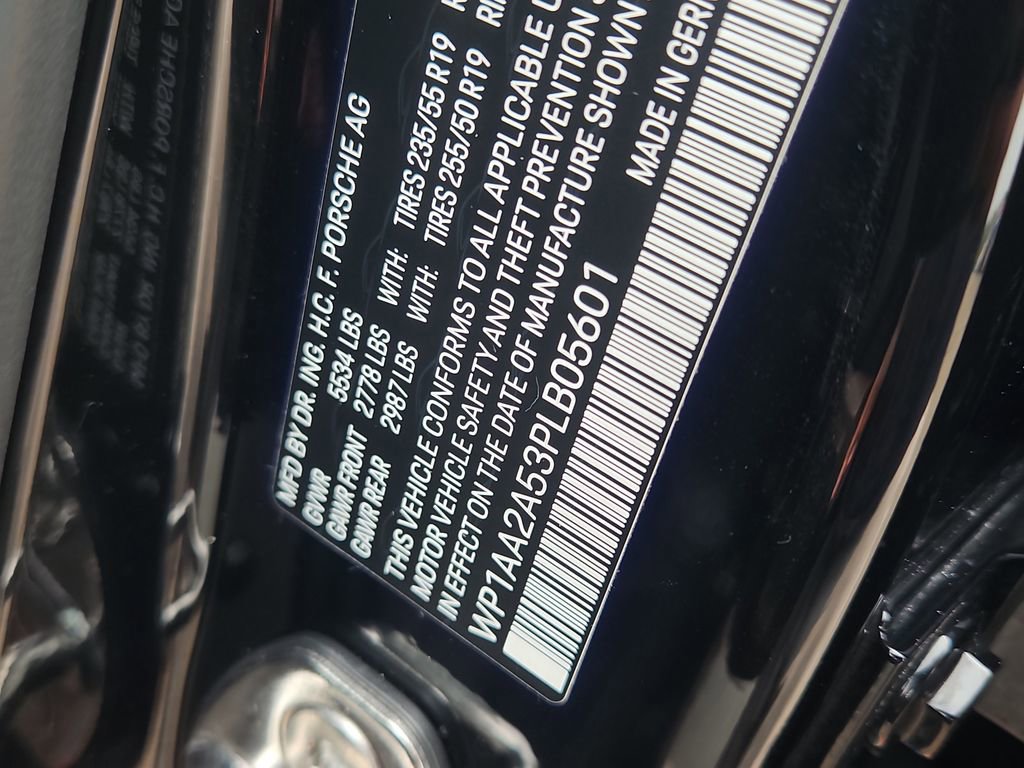 MFD BY DR. ING. H.C. F. PORSCHE AG
GVWR 5534 LBS
GAWR FRONT 2778 LBS WITH: TIRES 235/55 R19
GAWR REAR 2987 LBS WITH: TIRES 255/50 R19
THIS VEHICLE CONFORMS TO ALL APPLICABLE
MOTOR VEHICLE SAFETY AND THEFT PREVENTION
IN EFFECT ON THE DATE OF MANUFACTURE SHOWN
WP1AA2A53PLB05601 MADE IN GER